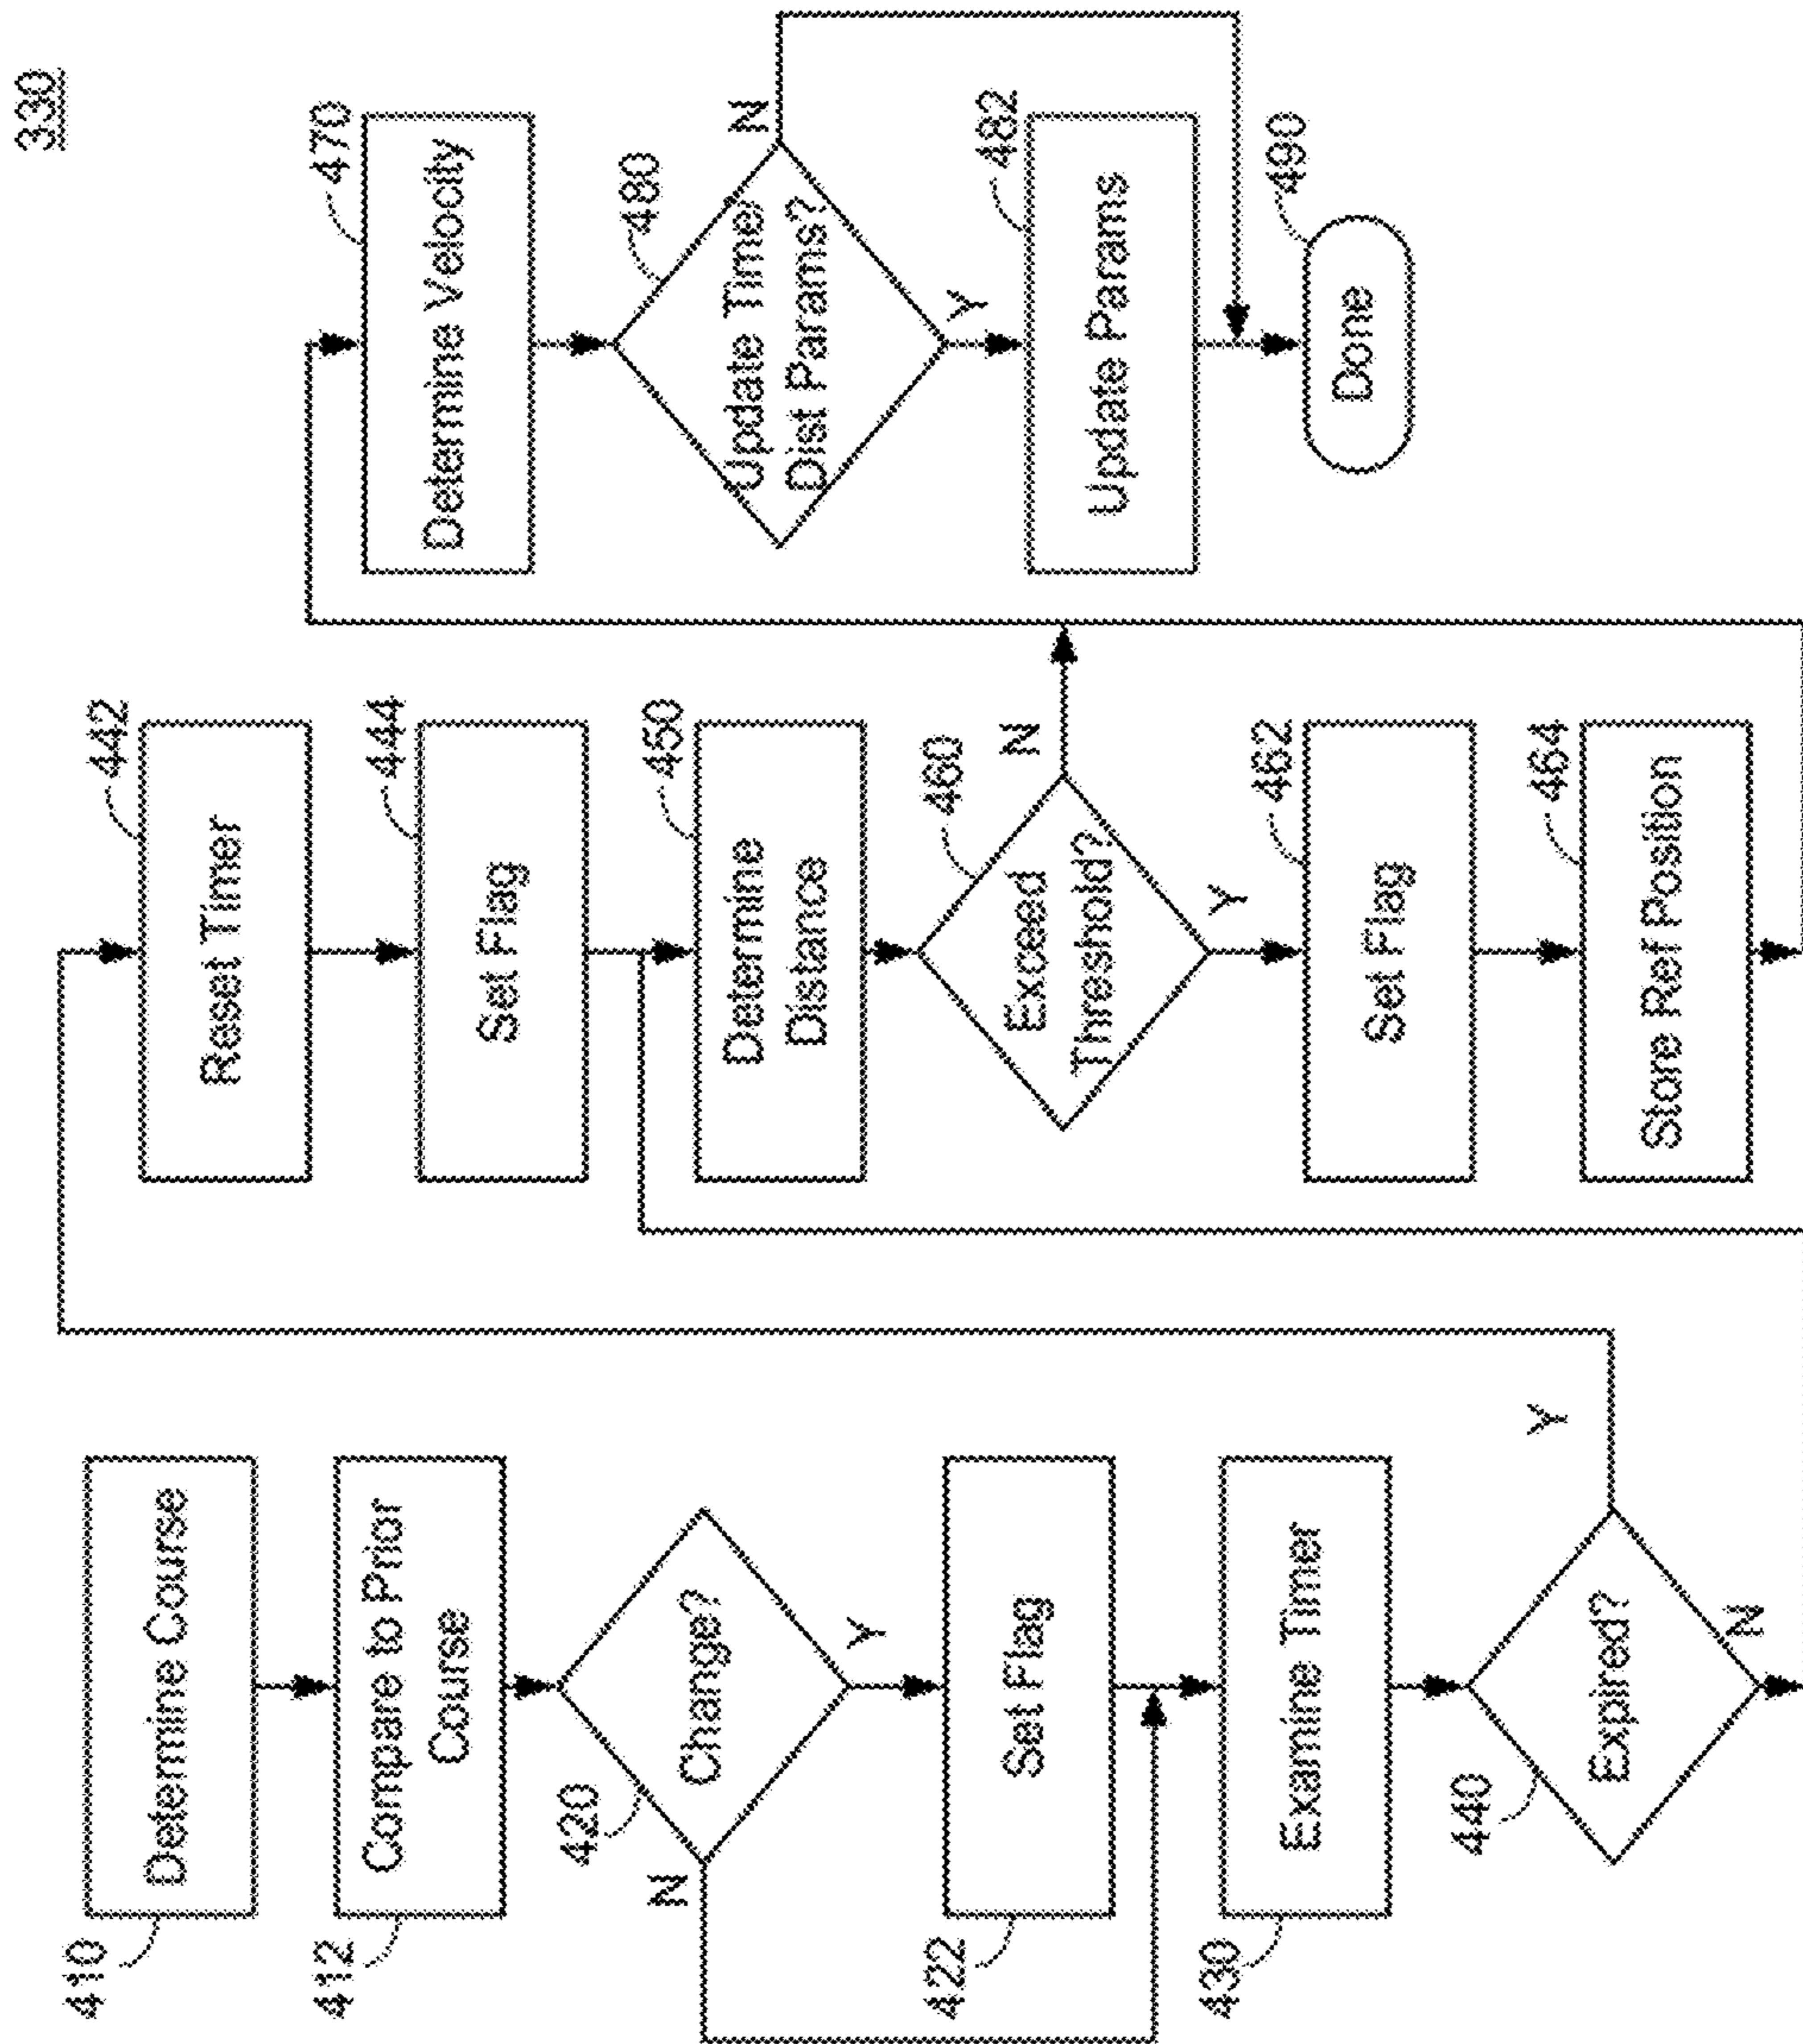 330
410
Determine Course
412
Compare to Prior
Course
420
Change?
N
Y
422
Set Flag
430
Examine Timer
440
Expired?
Y
N
442
Reset Timer
444
Set Flag
450
Determine
Distance
460
Exceed
Threshold?
N
Y
462
Set Flag
464
Store Ref Position
470
Determine Velocity
480
Update Time/
Dist Params?
N
Y
482
Update Params
490
Done